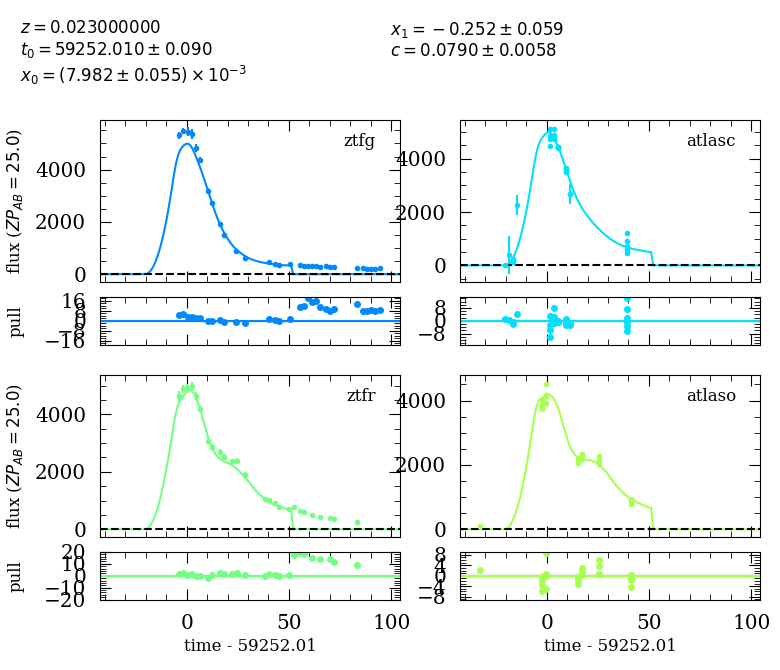 z = 0.023000000
t₀ = 59252.010 ± 0.090
x₀ = (7.982 ± 0.055) × 10⁻³
x₁ = −0.252 ± 0.059
c = 0.0790 ± 0.0058
ztfg
flux (ZP_AB = 25.0)
4000
2000
0
atlasc
4000
2000
0
pull
16
8
0
−8
−16
8
0
−8
ztfr
flux (ZP_AB = 25.0)
4000
2000
0
atlaso
4000
2000
0
pull
20
10
0
−10
−20
8
4
0
−4
−8
0 50 100
time - 59252.01
0 50 100
time - 59252.01